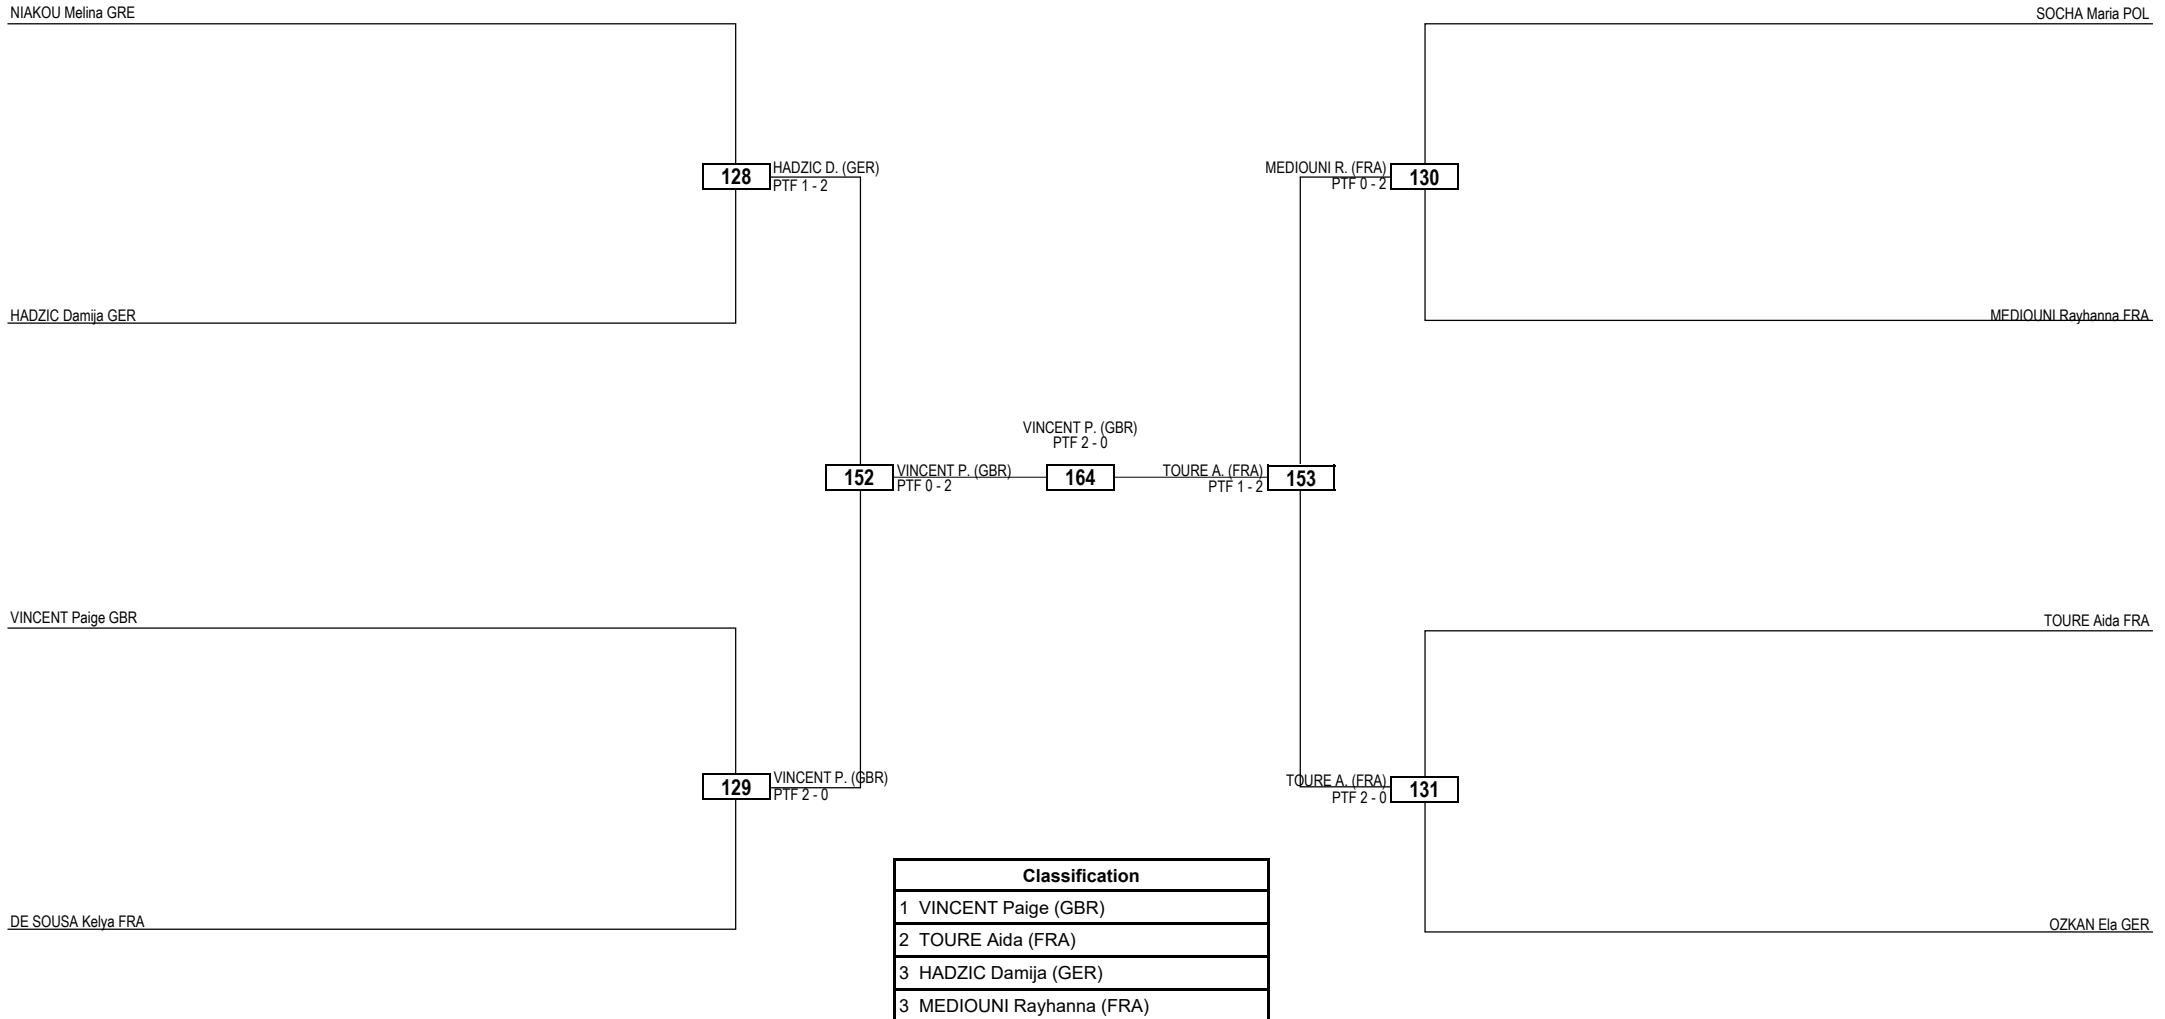 NIAKOU Melina GRE
SOCHA Maria POL
128
HADZIC D. (GER)
PTF 1 - 2
MEDIOUNI R. (FRA)
PTF 0 - 2
130
HADZIC Damija GER
MEDIOUNI Rayhanna FRA
VINCENT P. (GBR)
PTF 2 - 0
152
VINCENT P. (GBR)
PTF 0 - 2
164
TOURE A. (FRA)
PTF 1 - 2
153
VINCENT Paige GBR
TOURE Aida FRA
129
VINCENT P. (GBR)
PTF 2 - 0
TOURE A. (FRA)
PTF 2 - 0
131
DE SOUSA Kelya FRA
OZKAN Ela GER
Classification
1 VINCENT Paige (GBR)
2 TOURE Aida (FRA)
3 HADZIC Damija (GER)
3 MEDIOUNI Rayhanna (FRA)